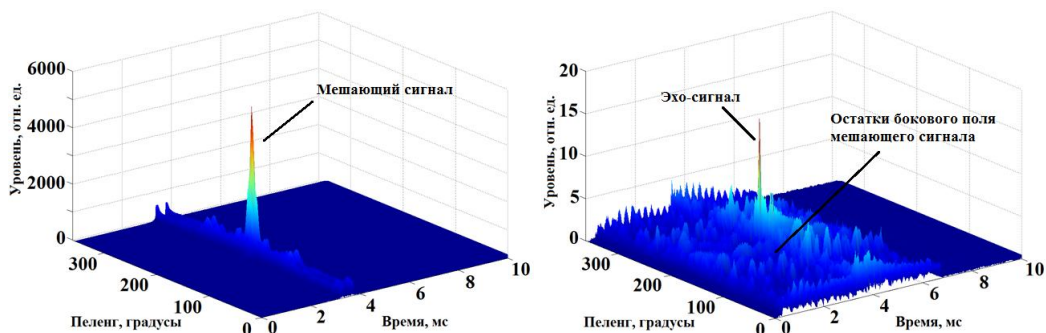 6000
4000
2000
0
Уровень, отн. ед.
Мешающий сигнал
300
200
100
0
Пеленг, градусы
0
2
4
6
8
10
Время, мс
20
15
10
5
0
Уровень, отн. ед.
Эхо-сигнал
Остатки бокового поля
мешающего сигнала
300
200
100
0
Пеленг, градусы
0
2
4
6
8
10
Время, мс